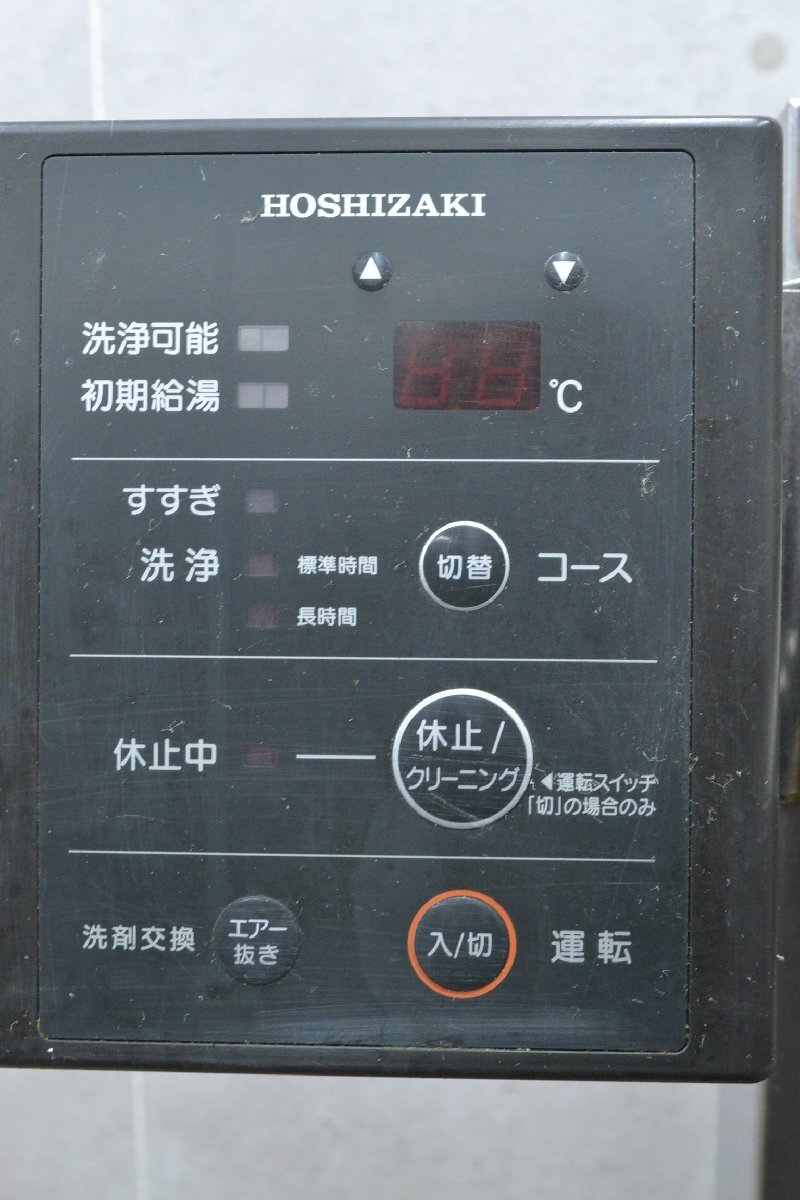 HOSHIZAKI
▲ ▼
洗浄可能
初期給湯 ℃
すすぎ
洗浄 標準時間 切替 コース
長時間
休止中 休止/
クリーニング ◀運転スイッチ
「切」の場合のみ
洗剤交換 エアー
抜き 入/切 運転